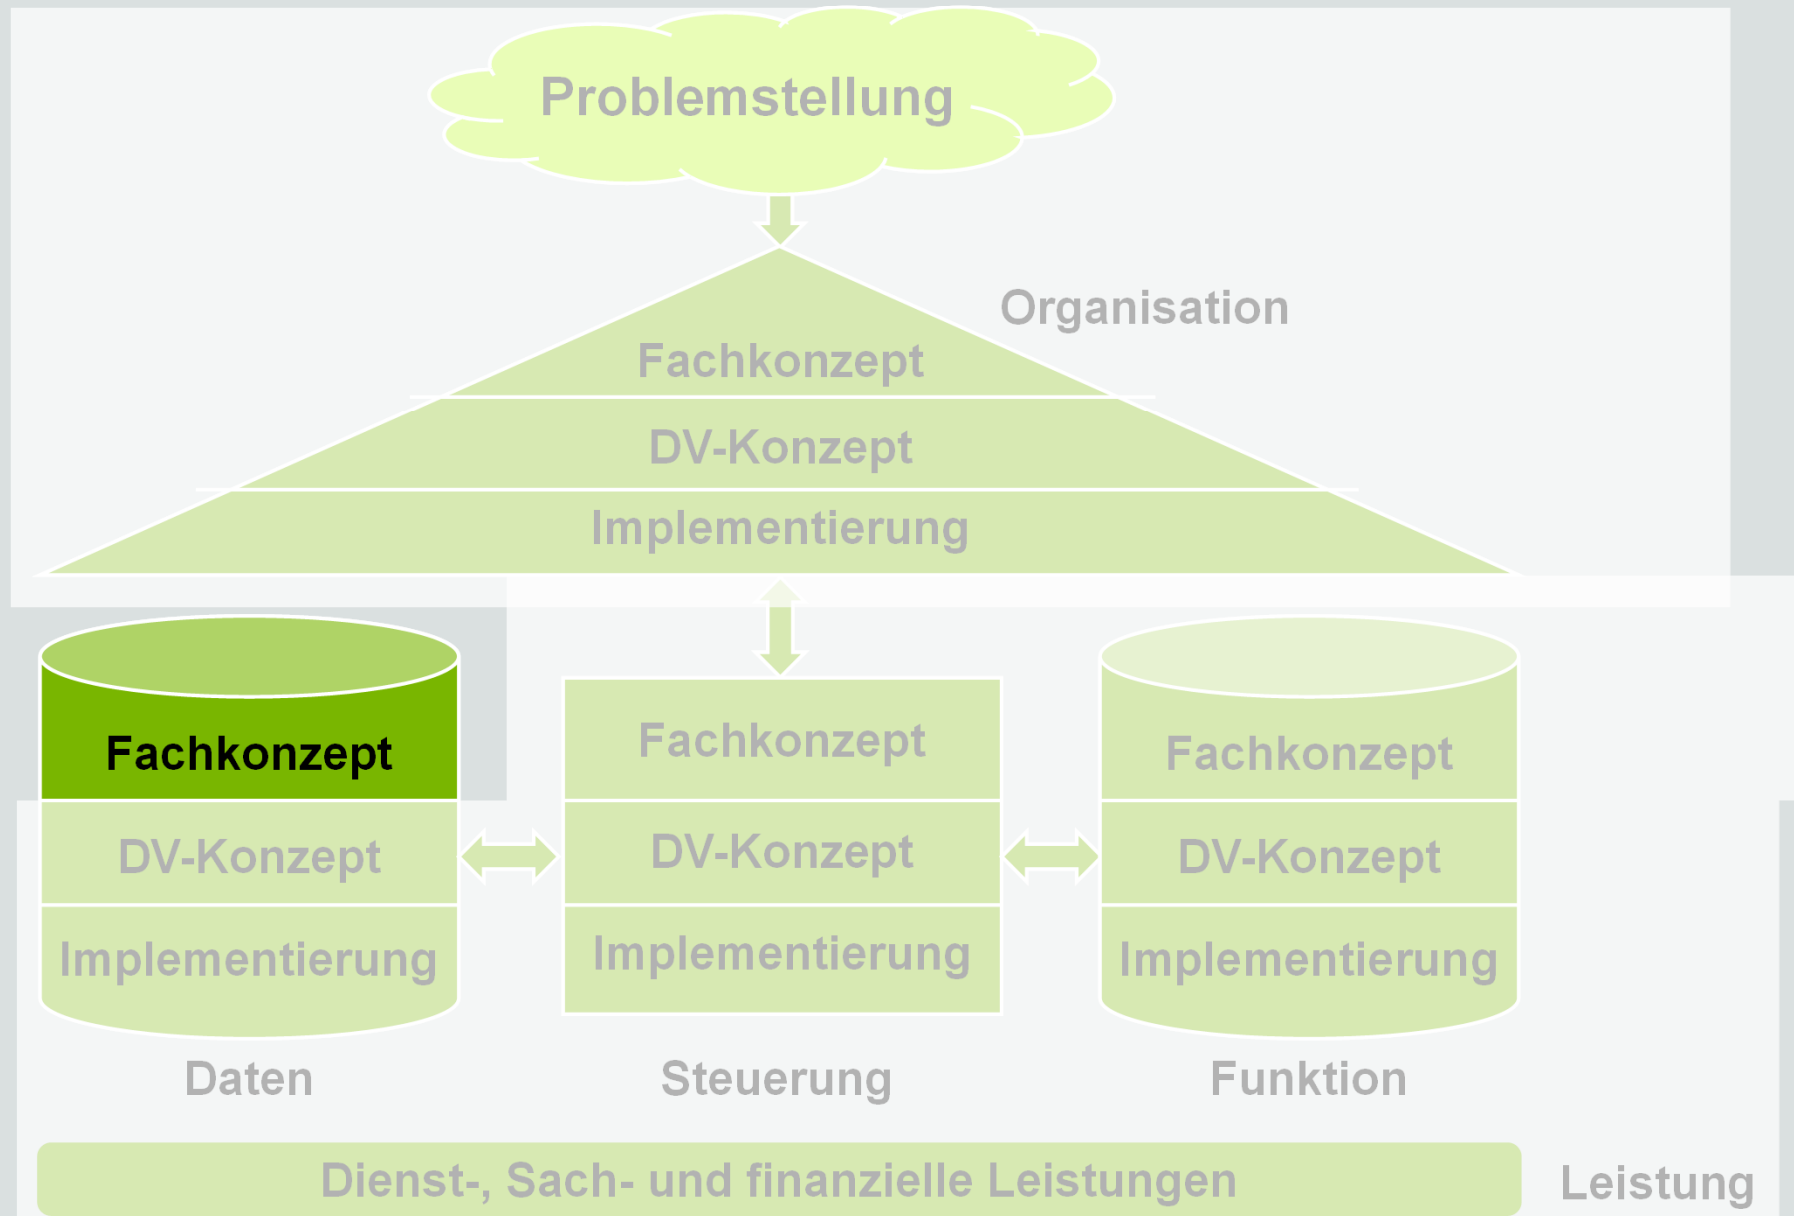 Problemstellung
Organisation
Fachkonzept
DV-Konzept
Implementierung
Fachkonzept
DV-Konzept
Implementierung
Daten
Fachkonzept
DV-Konzept
Implementierung
Steuerung
Fachkonzept
DV-Konzept
Implementierung
Funktion
Dienst-, Sach- und finanzielle Leistungen
Leistung